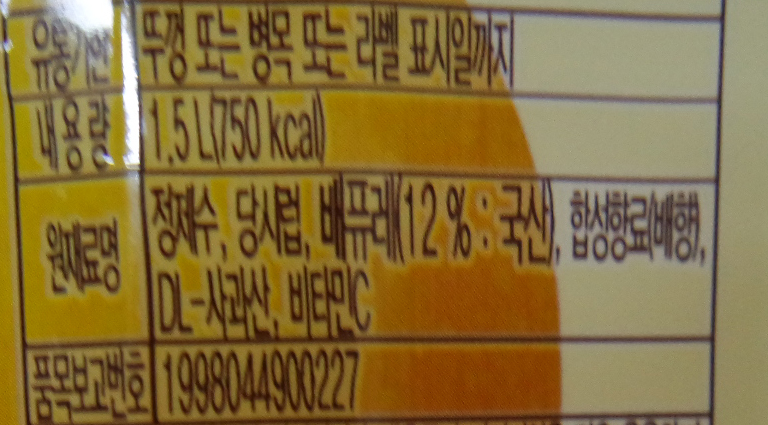 유통기한 뚜껑 또는 병목 또는 라벨 표시일까지
내용량 1.5 L(750 kcal)
원재료명 정제수, 당시럽, 배퓨레(12 % : 국산), 합성향료(배향),
DL-사과산, 비타민C
품목보고번호 1998044900227